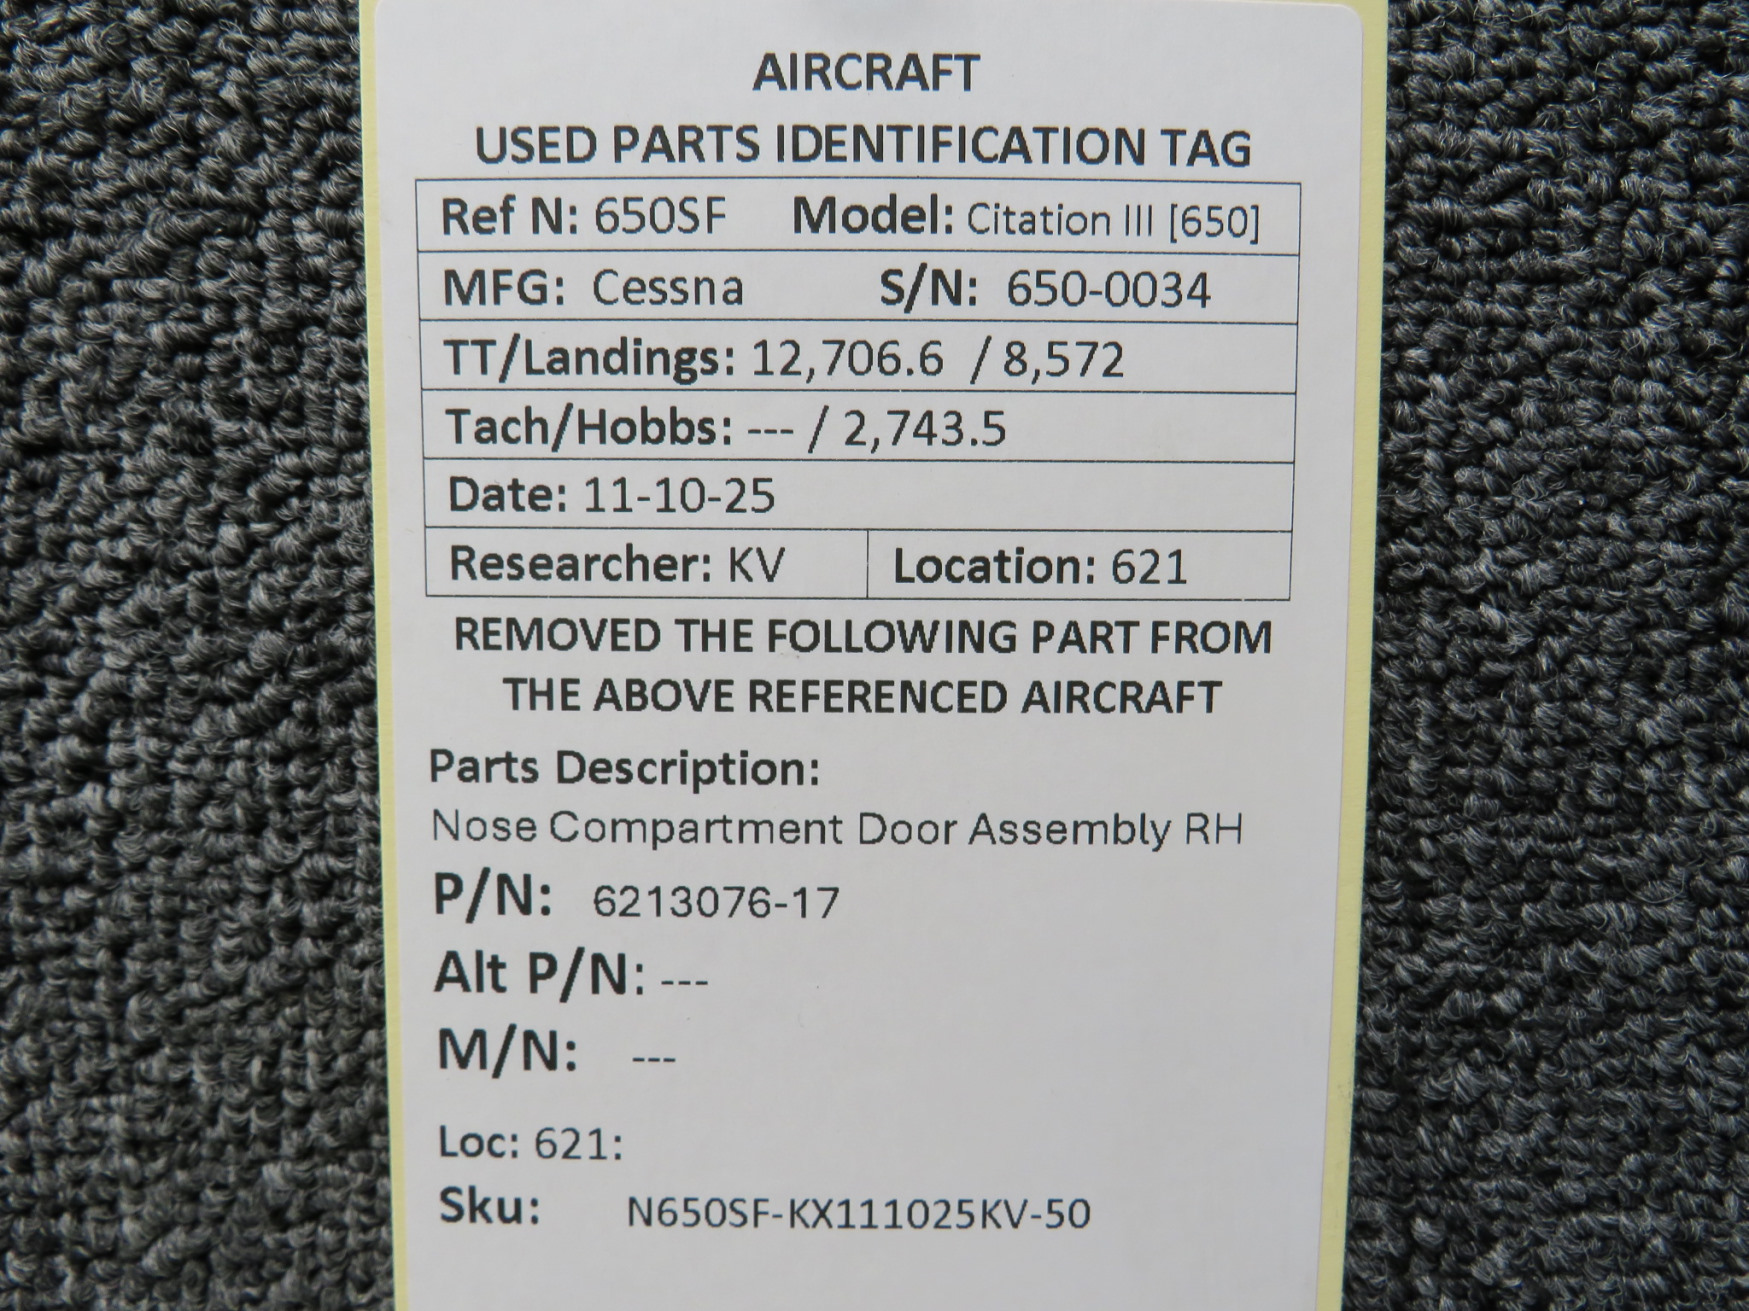 AIRCRAFT
USED PARTS IDENTIFICATION TAG
Ref N: 650SF Model: Citation III [650]
MFG: Cessna S/N: 650-0034
TT/Landings: 12,706.6 / 8,572
Tach/Hobbs: --- / 2,743.5
Date: 11-10-25
Researcher: KV Location: 621
REMOVED THE FOLLOWING PART FROM
THE ABOVE REFERENCED AIRCRAFT
Parts Description:
Nose Compartment Door Assembly RH
P/N: 6213076-17
Alt P/N: ---
M/N: ---
Loc: 621:
Sku: N650SF-KX111025KV-50